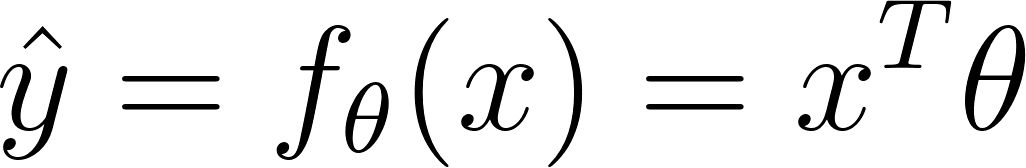 ŷ = f_θ(x) = x^T θ